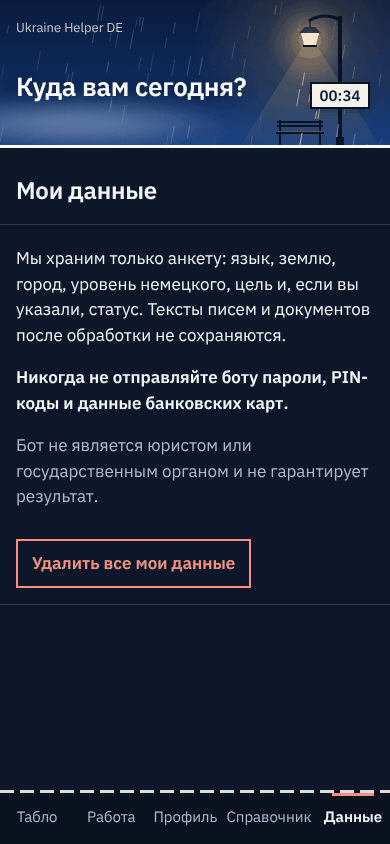 Ukraine Helper DE
Куда вам сегодня?
00:34
Мои данные
Мы храним только анкету: язык, землю,
город, уровень немецкого, цель и, если вы
указали, статус. Тексты писем и документов
после обработки не сохраняются.
Никогда не отправляйте боту пароли, PIN-
коды и данные банковских карт.
Бот не является юристом или
государственным органом и не гарантирует
результат.
Удалить все мои данные
Табло Работа Профиль Справочник Данные